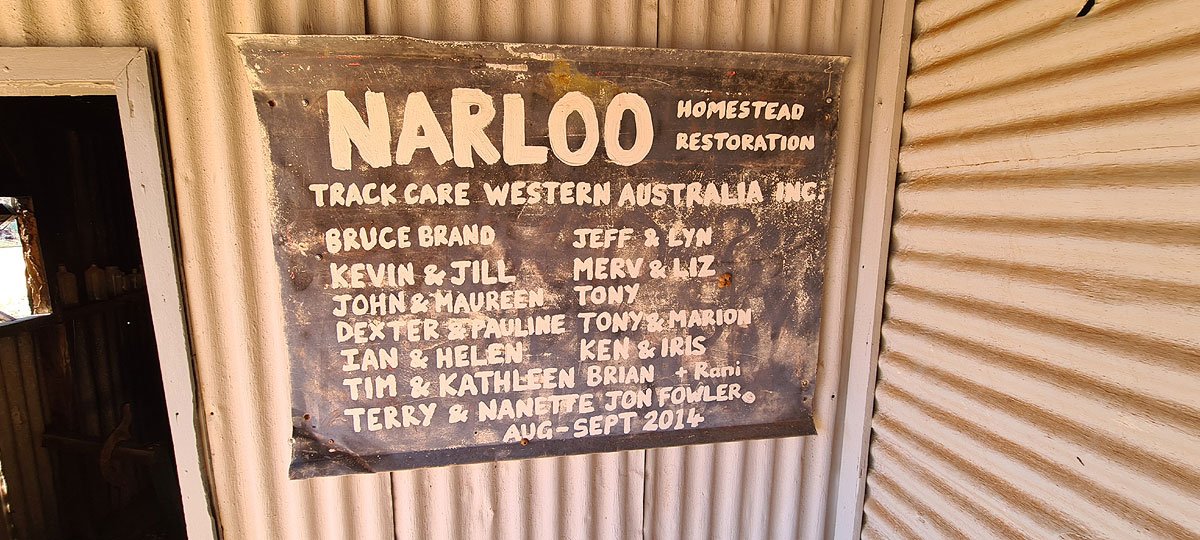 NARLOO HOMESTEAD
RESTORATION
TRACK CARE WESTERN AUSTRALIA INC.
BRUCE BRAND JEFF & LYN
KEVIN & JILL MERV & LIZ
JOHN & MAUREEN TONY
DEXTER & PAULINE TONY & MARION
IAN & HELEN KEN & IRIS
TIM & KATHLEEN BRIAN + Rani
TERRY & NANETTE JON FOWLER.
AUG-SEPT 2014